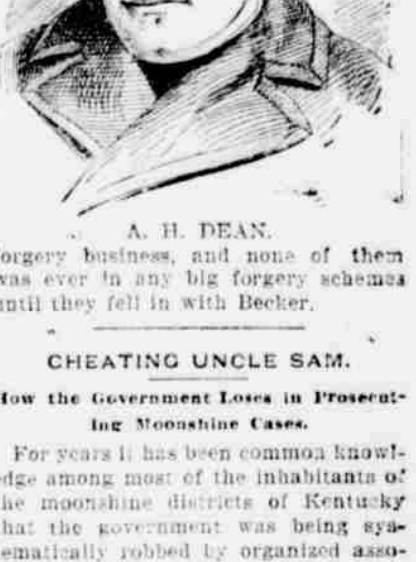 A. H. DEAN.
forgery business, and none of them
was ever in any big forgery schemes
until they fell in with Becker.
CHEATING UNCLE SAM.
How the Government Loses in Prosecut-
ing Moonshine Cases.
For years it has been common knowl-
edge among most of the inhabitants of
the moonshine districts of Kentucky
that the government was being sys-
tematically robbed by organized asso-